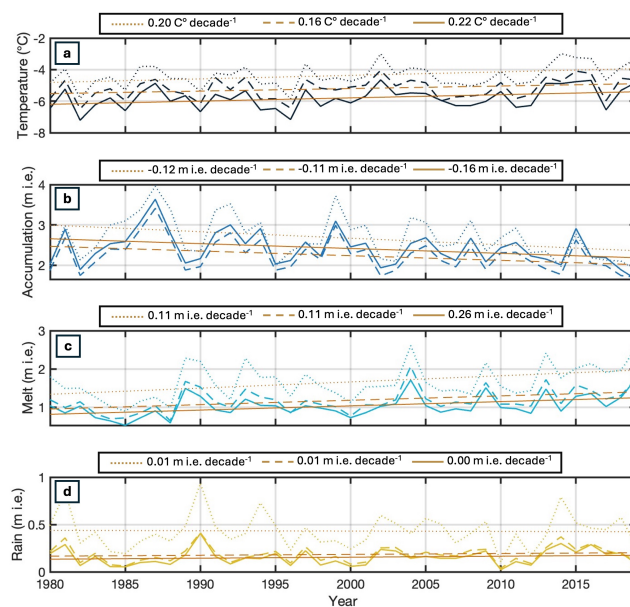 0.20 C° decade-¹ 0.16 C° decade-¹ 0.22 C° decade-¹
-2
a
-4
-6
-8
Temperature (°C)
-0.12 m i.e. decade-¹ -0.11 m i.e. decade-¹ -0.16 m i.e. decade-¹
4
b
3
2
Accumulation (m i.e.)
0.11 m i.e. decade-¹ 0.11 m i.e. decade-¹ 0.26 m i.e. decade-¹
3
c
2
1
Melt (m i.e.)
0.01 m i.e. decade-¹ 0.01 m i.e. decade-¹ 0.00 m i.e. decade-¹
1
d
0.5
0
Rain (m i.e.)
1980 1985 1990 1995 2000 2005 2010 2015
Year